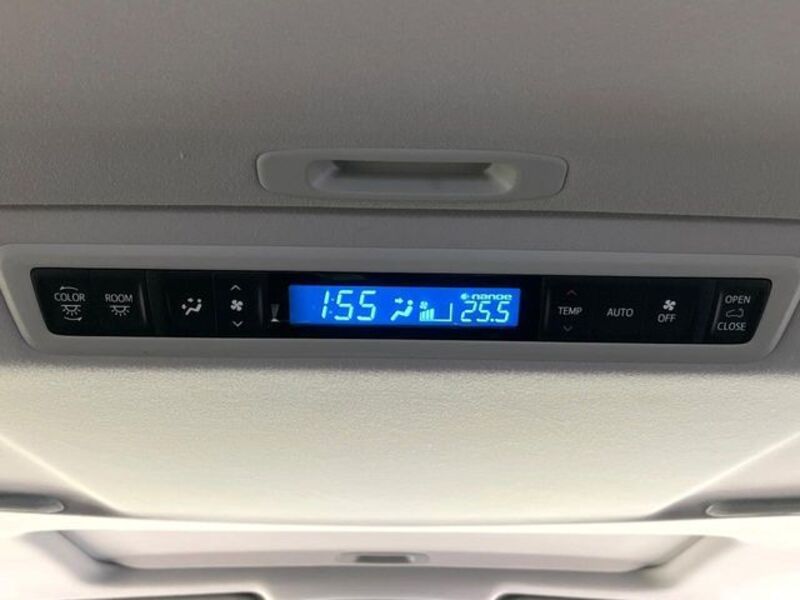 COLOR
ROOM
1:55
nanoe
25.5
TEMP
AUTO
OFF
OPEN
CLOSE